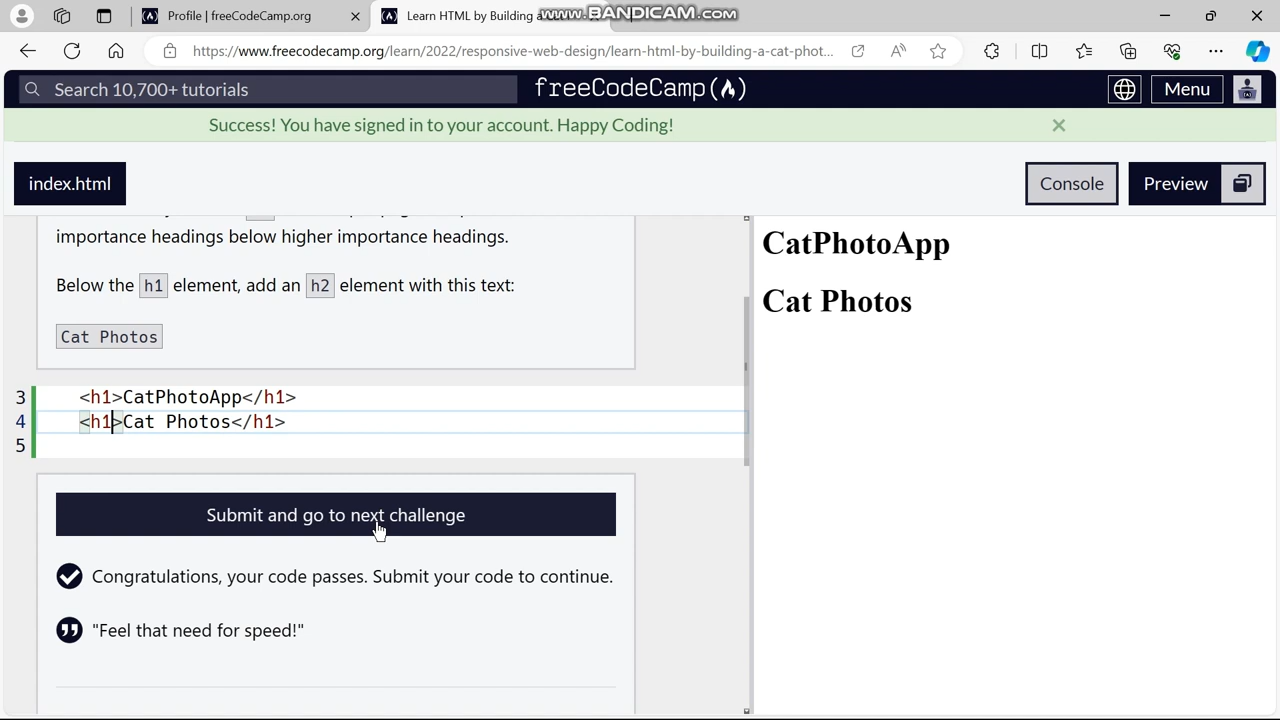 Profile | freeCodeCamp.org
Learn HTML by Building a
www.BANDICAM.com
https://www.freecodecamp.org/learn/2022/responsive-web-design/learn-html-by-building-a-cat-phot...
Search 10,700+ tutorials
freeCodeCamp(🔥)
Menu
Success! You have signed in to your account. Happy Coding!
index.html
Console
Preview
importance headings below higher importance headings.
Below the h1 element, add an h2 element with this text:
Cat Photos
3 <h1>CatPhotoApp</h1>
4 <h1>Cat Photos</h1>
5
Submit and go to next challenge
Congratulations, your code passes. Submit your code to continue.
"Feel that need for speed!"
CatPhotoApp
Cat Photos